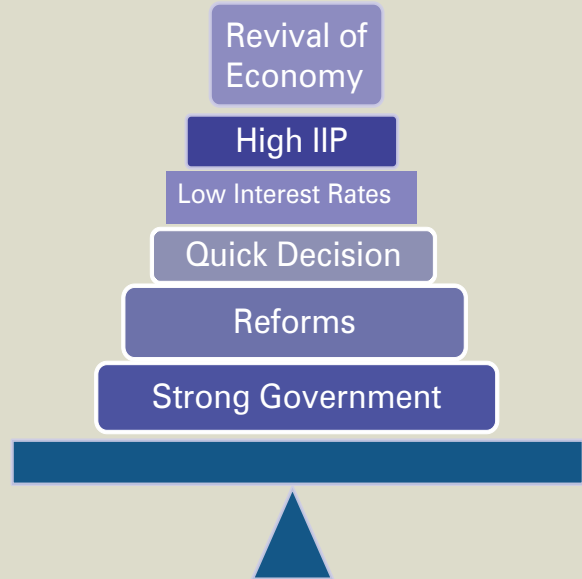 Revival of
Economy
High IIP
Low Interest Rates
Quick Decision
Reforms
Strong Government